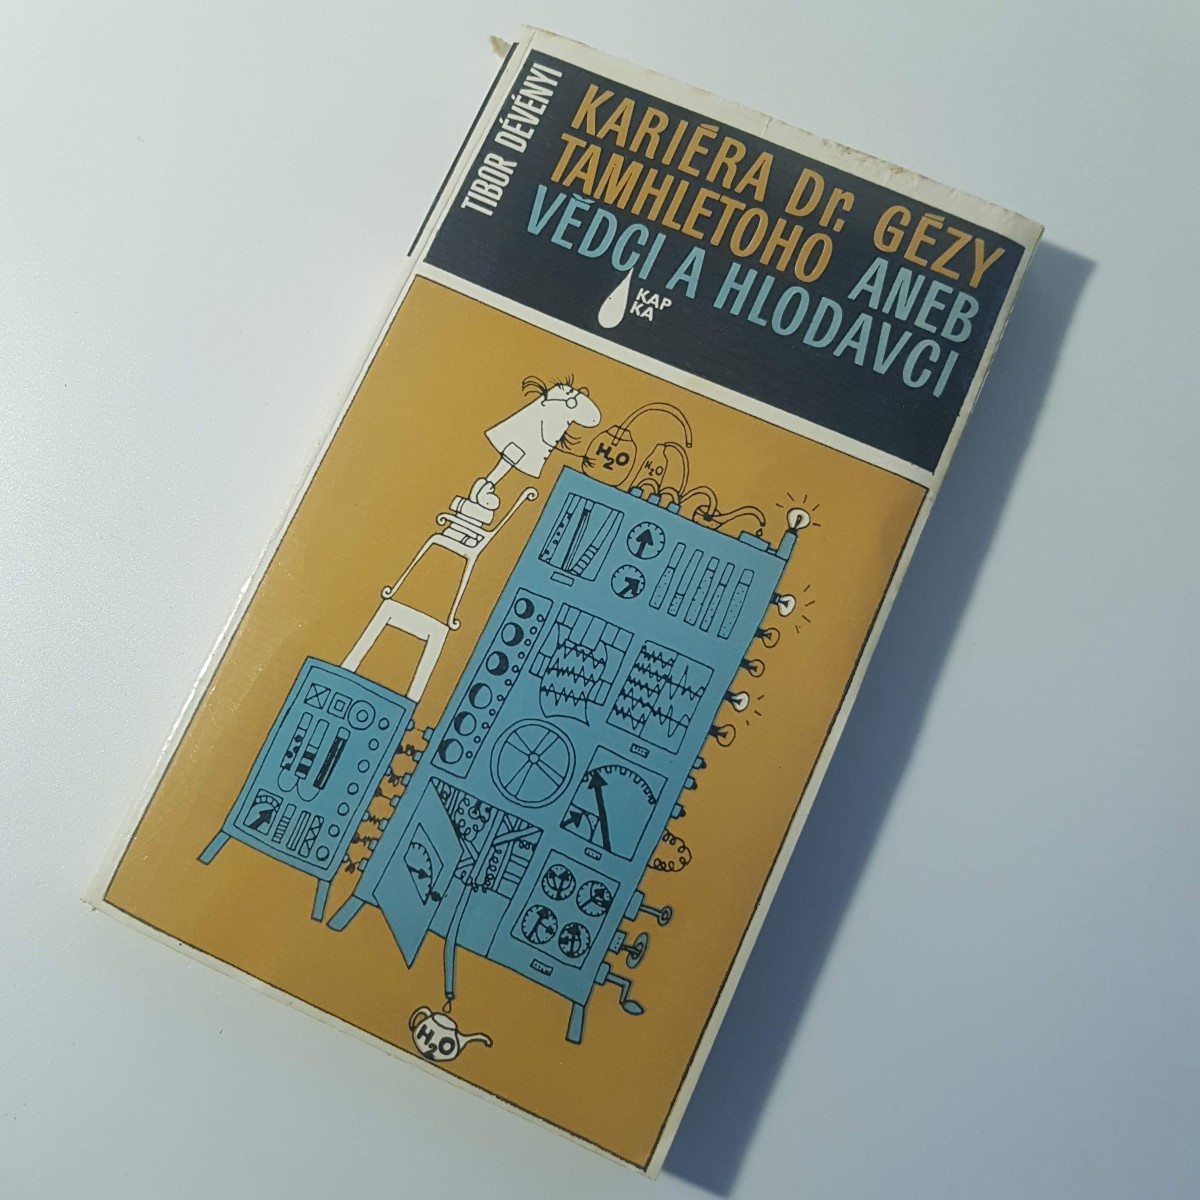 TIBOR DÉVÉNYI
KARIÉRA Dr. GÉZY
TAMHLETOHO ANEB
VĚDCI A HLODAVCI
KAP
KA
H2O
H2O
H2O